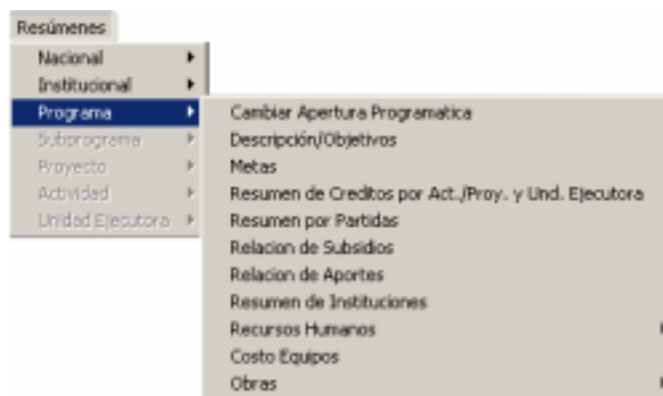 Resúmenes
Nacional
Institucional
Programa
Subprograma
Proyecto
Actividad
Unidad Ejecutora
Cambiar Apertura Programatica
Descripción/Objetivos
Metas
Resumen de Creditos por Act./Proy. y Und. Ejecutora
Resumen por Partidas
Relacion de Subsidios
Relacion de Aportes
Resumen de Instituciones
Recursos Humanos
Costo Equipos
Obras